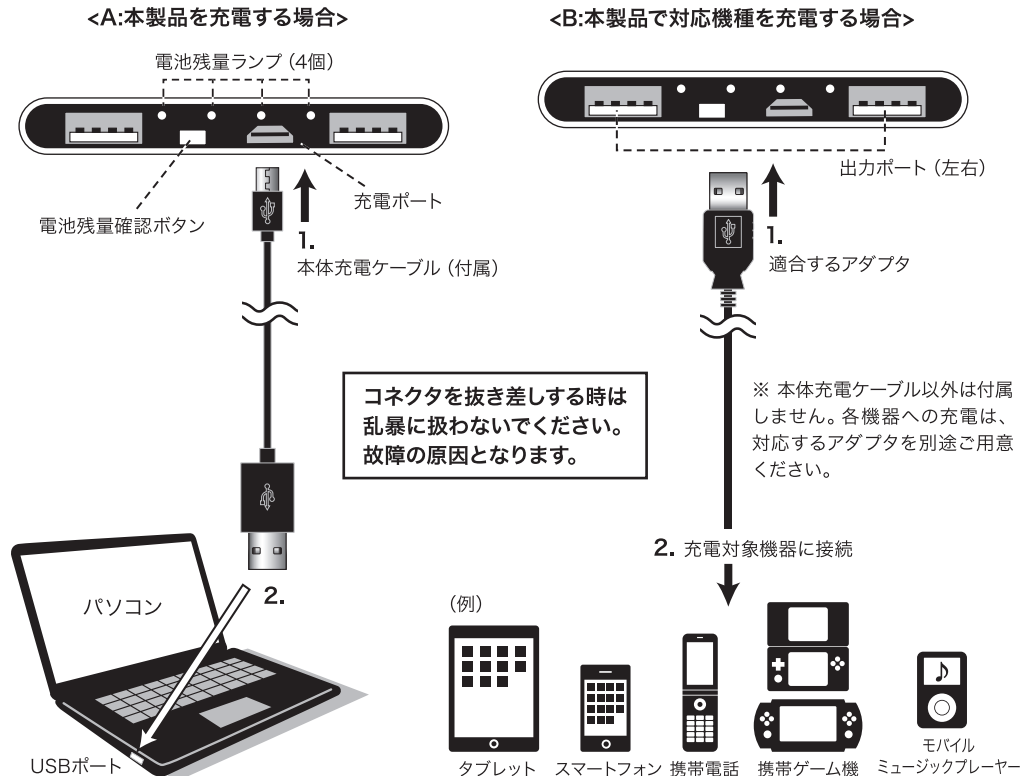 <A:本製品を充電する場合>
電池残量ランプ（4個）
電池残量確認ボタン
充電ポート
1.
本体充電ケーブル（付属）
2.
パソコン
USBポート
コネクタを抜き差しする時は
乱暴に扱わないでください。
故障の原因となります。
<B:本製品で対応機種を充電する場合>
出力ポート（左右）
1.
適合するアダプタ
※ 本体充電ケーブル以外は付属
しません。各機器への充電は、
対応するアダプタを別途ご用意
ください。
2. 充電対象機器に接続
（例）
タブレット
スマートフォン
携帯電話
携帯ゲーム機
モバイル
ミュージックプレーヤー